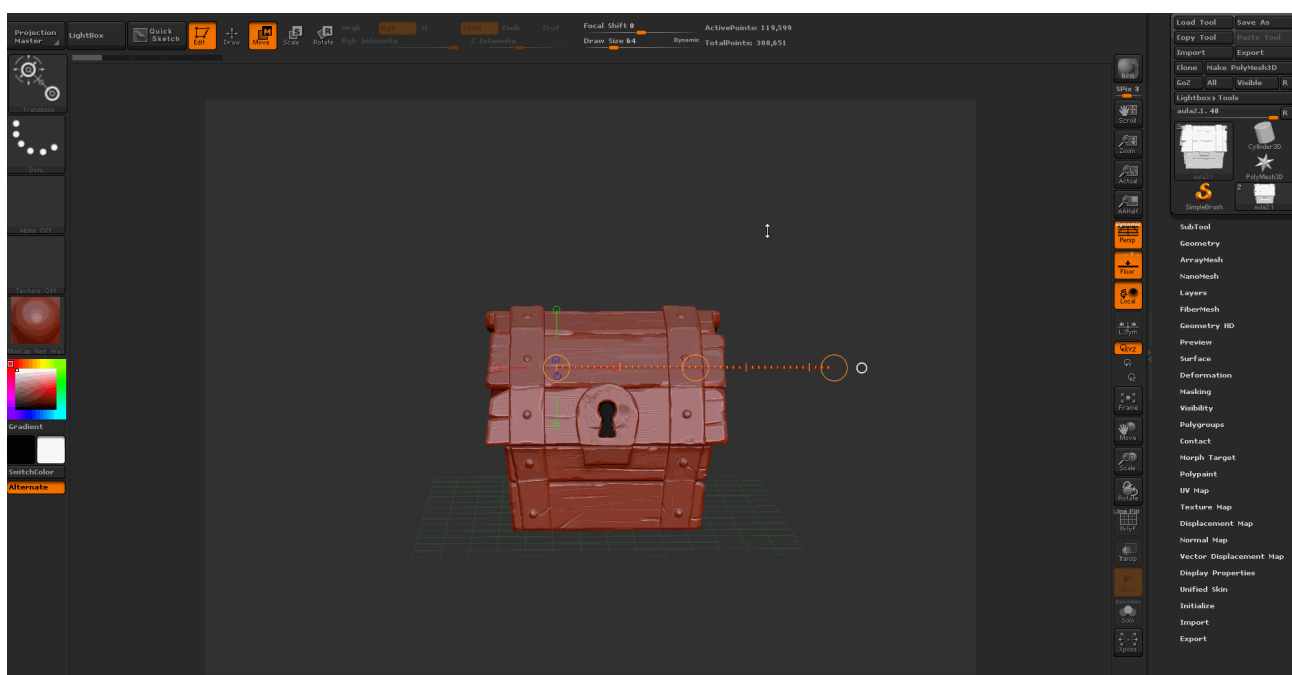 Projection
Master
LightBox
Quick
Sketch
Edit
Draw
Move
Scale
Rotate
Mrgb
Rgb
M
Rgb Intensity
Zadd
Zsub
Zcut
Z Intensity
Focal Shift 0
Draw Size 64
Dynamic
ActivePoints: 119,599
TotalPoints: 300,651
Transpose
Dots
Alpha Off
Texture Off
MatCap Red Wax
Gradient
SwitchColor
Alternate
BPR
SPix 3
Scroll
Zoom
Actual
AAHalf
Dynamic
Persp
Floor
Local
L.Sym
XYZ
Frame
Move
Scale
Rotate
Line Fill
PolyF
Transp
Dynamic
Solo
Xpose
Load Tool
Save As
Copy Tool
Paste Tool
Import
Export
Clone
Make PolyMesh3D
GoZ
All
Visible
R
Lightbox▸Tools
aula2.1. 48
R
aula2.1
Cylinder3D
PolyMesh3D
SimpleBrush
2
aula2.1
SubTool
Geometry
ArrayMesh
NanoMesh
Layers
FiberMesh
Geometry HD
Preview
Surface
Deformation
Masking
Visibility
Polygroups
Contact
Morph Target
Polypaint
UV Map
Texture Map
Displacement Map
Normal Map
Vector Displacement Map
Display Properties
Unified Skin
Initialize
Import
Export